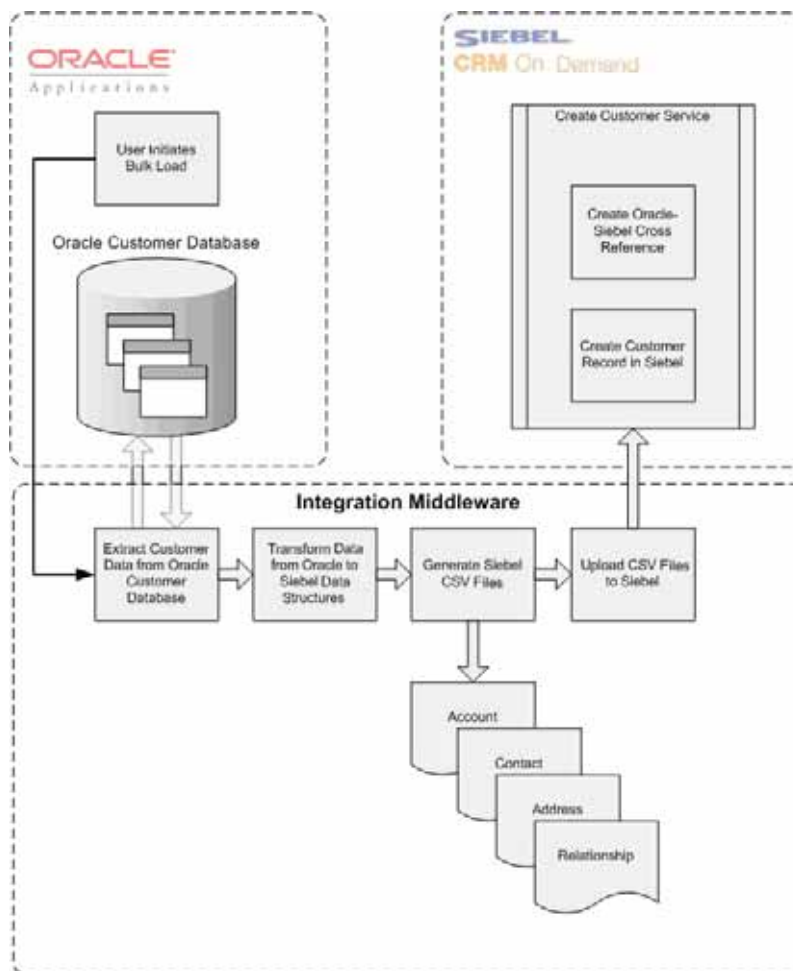 ORACLE
Applications
User Initiates
Bulk Load
Oracle Customer Database
SIEBEL
CRM On Demand
Create Customer Service
Create Oracle-
Siebel Cross
Reference
Create Customer
Record in Siebel
Integration Middleware
Extract Customer
Data from Oracle
Customer
Database
Transform Data
from Oracle to
Siebel Data
Structures
Generate Siebel
CSV Files
Upload CSV Files
to Siebel
Account
Contact
Address
Relationship